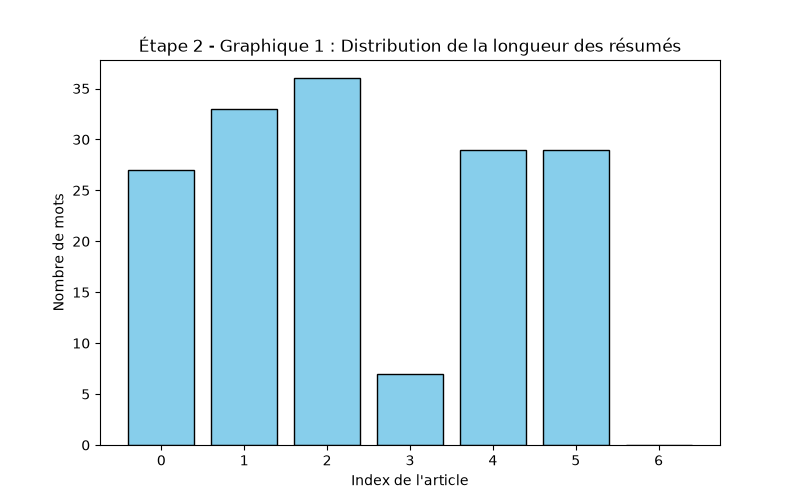 Étape 2 - Graphique 1 : Distribution de la longueur des résumés
Nombre de mots
35
30
25
20
15
10
5
0
0 1 2 3 4 5 6
Index de l'article